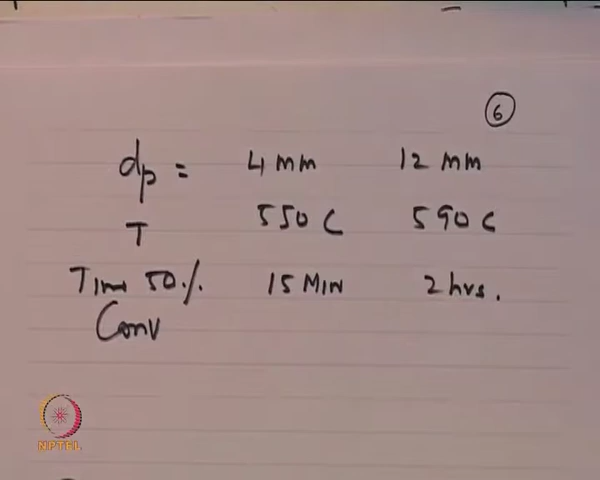 6
dp = 4 mm 12 mm
T 550 C 590 C
Time 50 % 15 MIN 2 hrs.
Conv
NPTEL